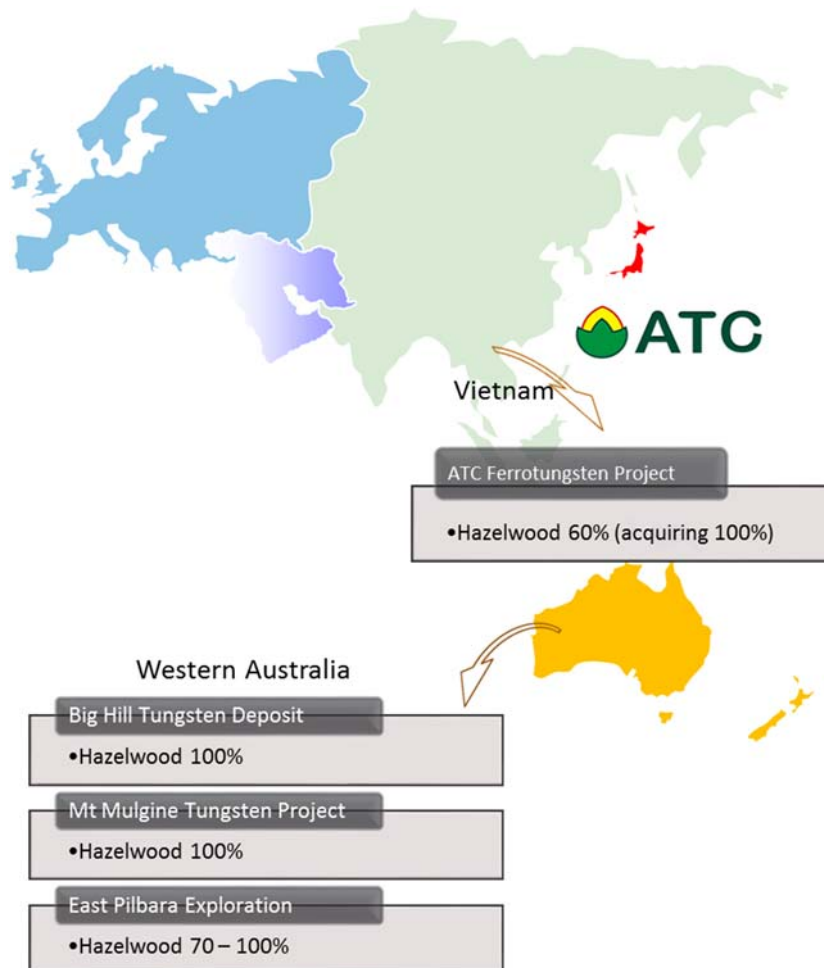 ATC
Vietnam
ATC Ferrotungsten Project
•Hazelwood 60% (acquiring 100%)
Western Australia
Big Hill Tungsten Deposit
•Hazelwood 100%
Mt Mulgine Tungsten Project
•Hazelwood 100%
East Pilbara Exploration
•Hazelwood 70 – 100%